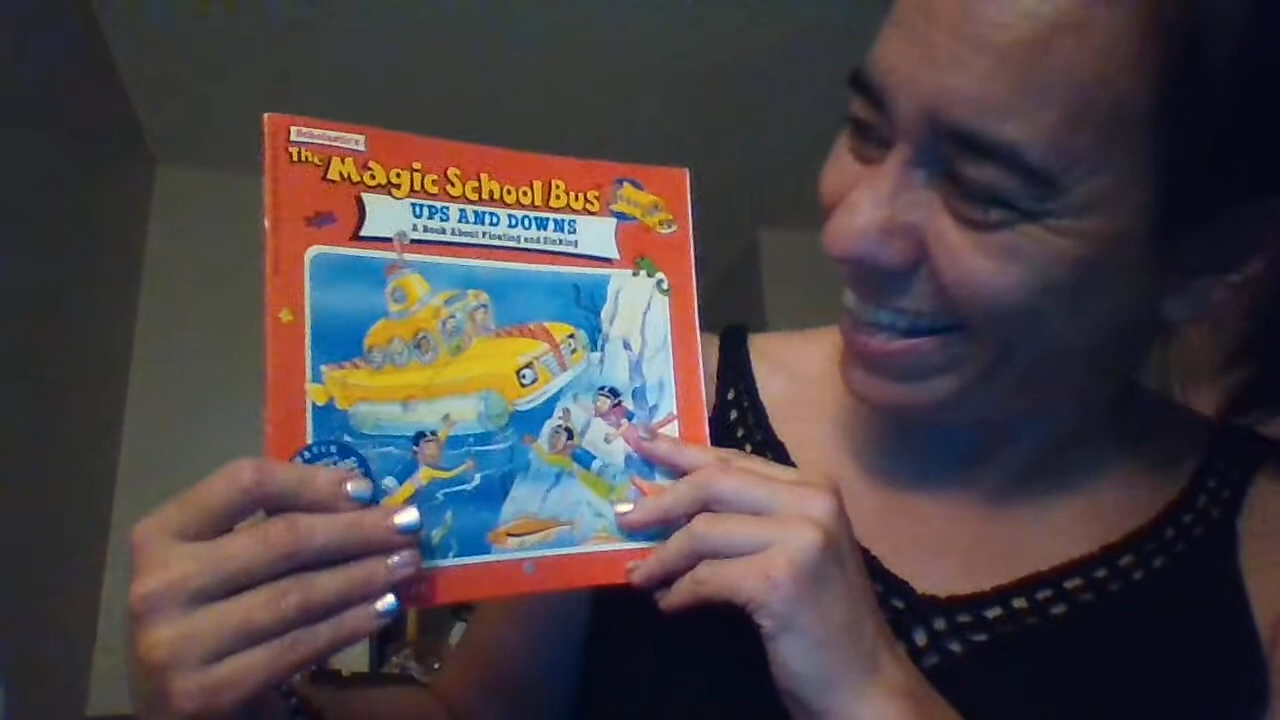 Scholastic's
The Magic School Bus
UPS AND DOWNS
A Book About Floating and Sinking